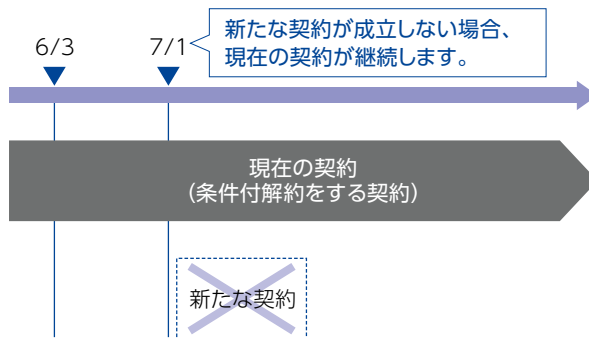 6/3
7/1
新たな契約が成立しない場合、
現在の契約が継続します。
現在の契約
（条件付解約をする契約）
新たな契約